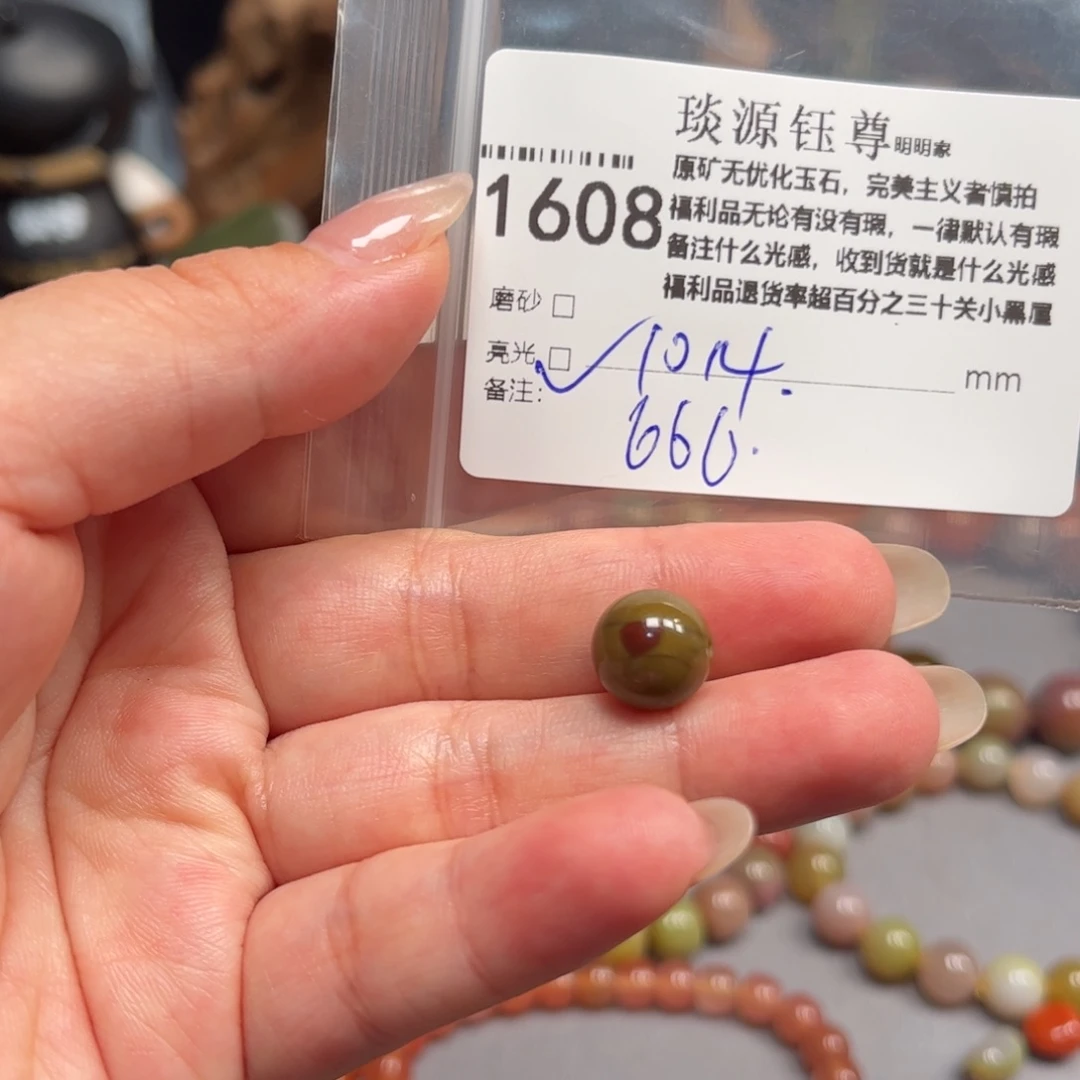 琰源钰尊明明家
原矿无优化玉石，完美主义者慎拍
1608
福利品无论有没有瑕，一律默认有瑕
备注什么光感，收到货就是什么光感
福利品退货率超百分之三十关小黑屋
磨砂 □
亮光 □ mm
备注：
660.